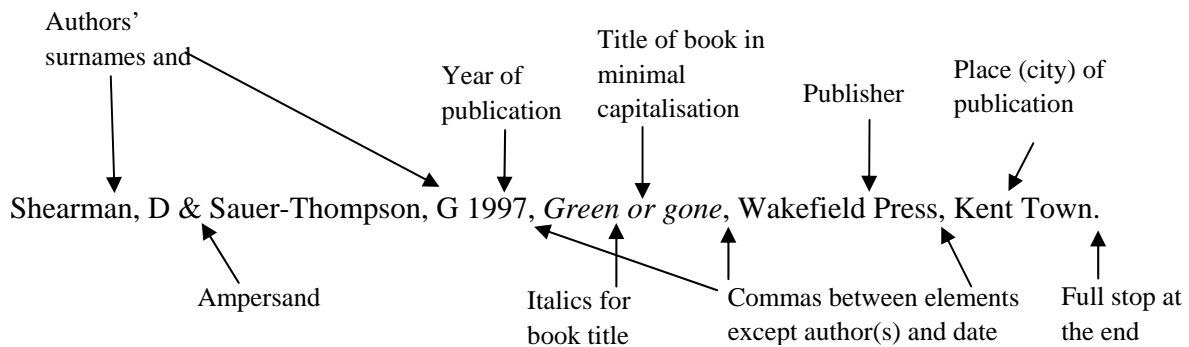 Authors’
surnames and
Year of
publication
Title of book in
minimal
capitalisation
Publisher
Place (city) of
publication
Shearman, D & Sauer-Thompson, G 1997, Green or gone, Wakefield Press, Kent Town.
Ampersand
Italics for
book title
Commas between elements
except author(s) and date
Full stop at
the end